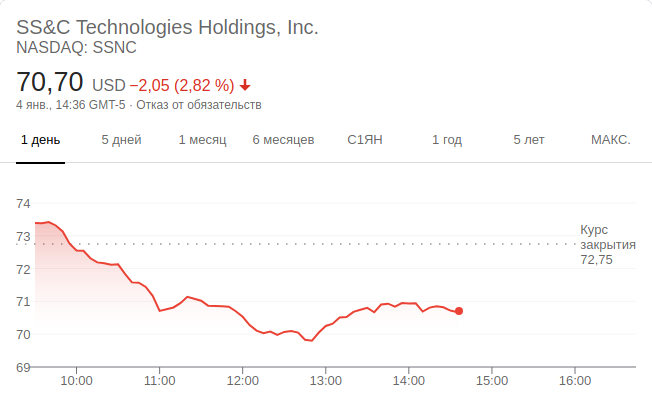 SS&C Technologies Holdings, Inc.
NASDAQ: SSNC
70,70 USD −2,05 (2,82 %)
4 янв., 14:36 GMT-5 · Отказ от обязательств
1 день 5 дней 1 месяц 6 месяцев С1ЯН 1 год 5 лет МАКС.
74
73
72
71
70
69
Курс
закрытия
72,75
10:00 11:00 12:00 13:00 14:00 15:00 16:00